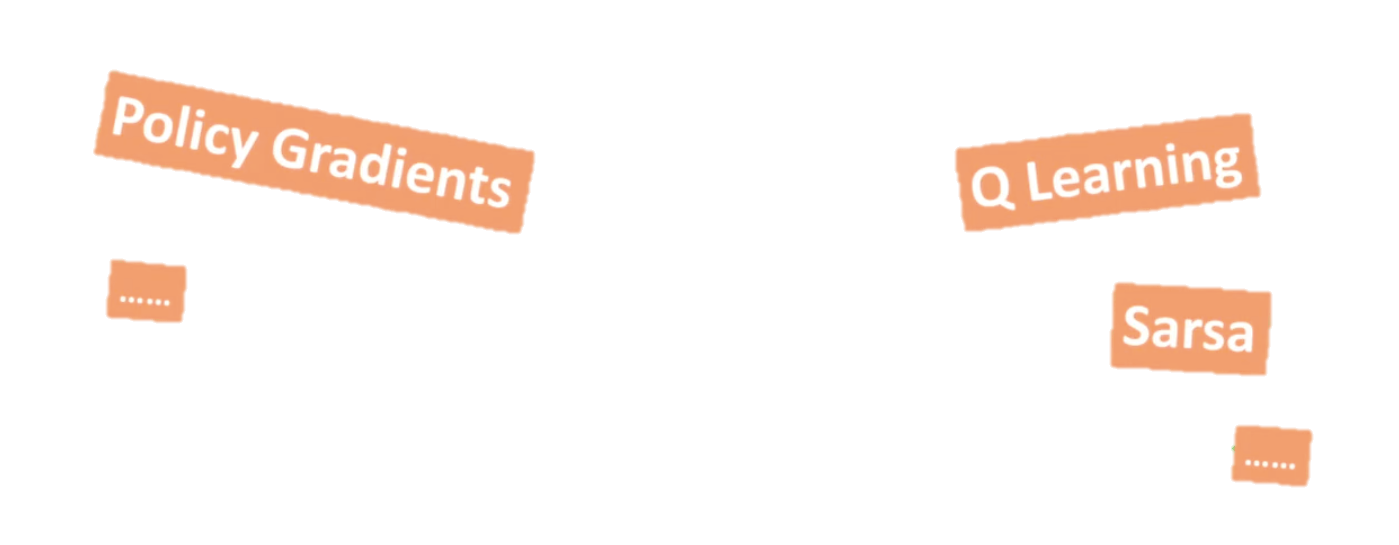 Policy Gradients
......
Q Learning
Sarsa
......